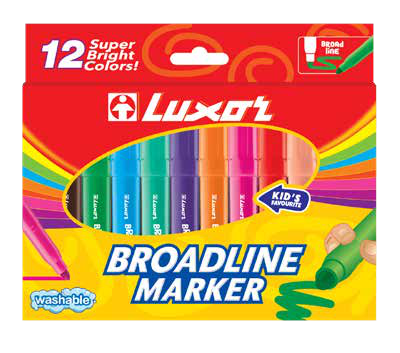 12 Super
Bright
Colors!
BROAD
LINE
LUXOR
KID'S
FAVOURITE
BROADLINE
MARKER
washable